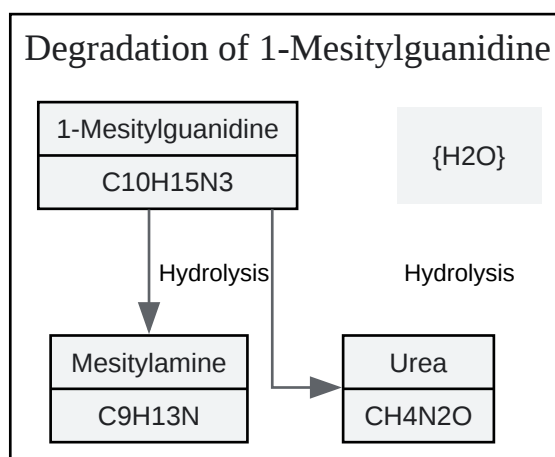 Degradation of 1-Mesitylguanidine
1-Mesitylguanidine
C10H15N3
{H2O}
Hydrolysis
Hydrolysis
Mesitylamine
C9H13N
Urea
CH4N2O